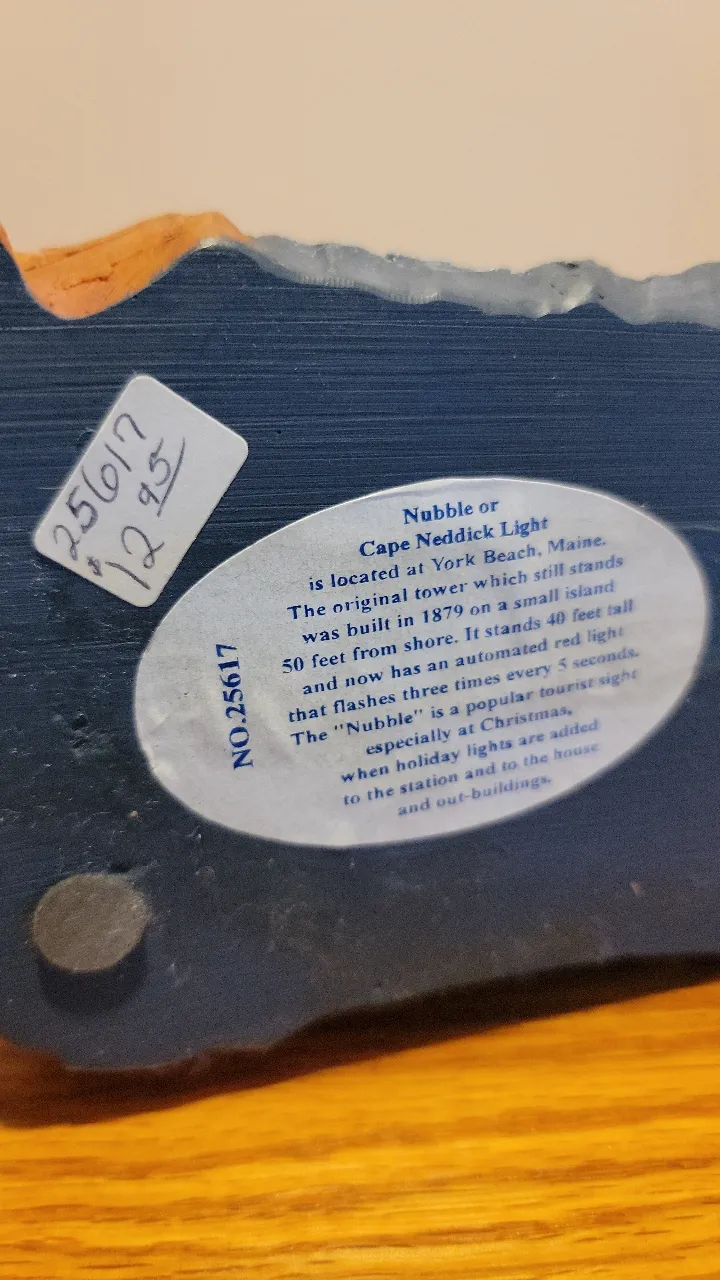 25617
$12 95
Nubble or
Cape Neddick Light
is located at York Beach, Maine.
The original tower which still stands
was built in 1879 on a small island
50 feet from shore. It stands 40 feet tall
and now has an automated red light
that flashes three times every 5 seconds.
The "Nubble" is a popular tourist sight
especially at Christmas,
when holiday lights are added
to the station and to the house
and out-buildings.
NO.25617